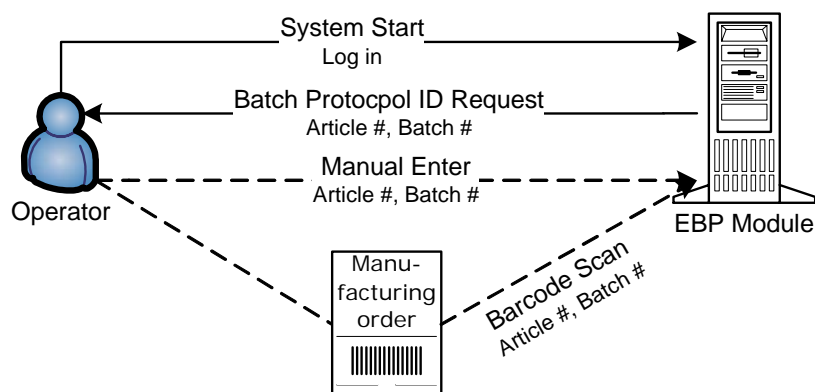 System Start
Log in
Batch Protocpol ID Request
Article #, Batch #
Manual Enter
Article #, Batch #
Operator
EBP Module
Manu-
facturing
order
Barcode Scan
Article #, Batch #